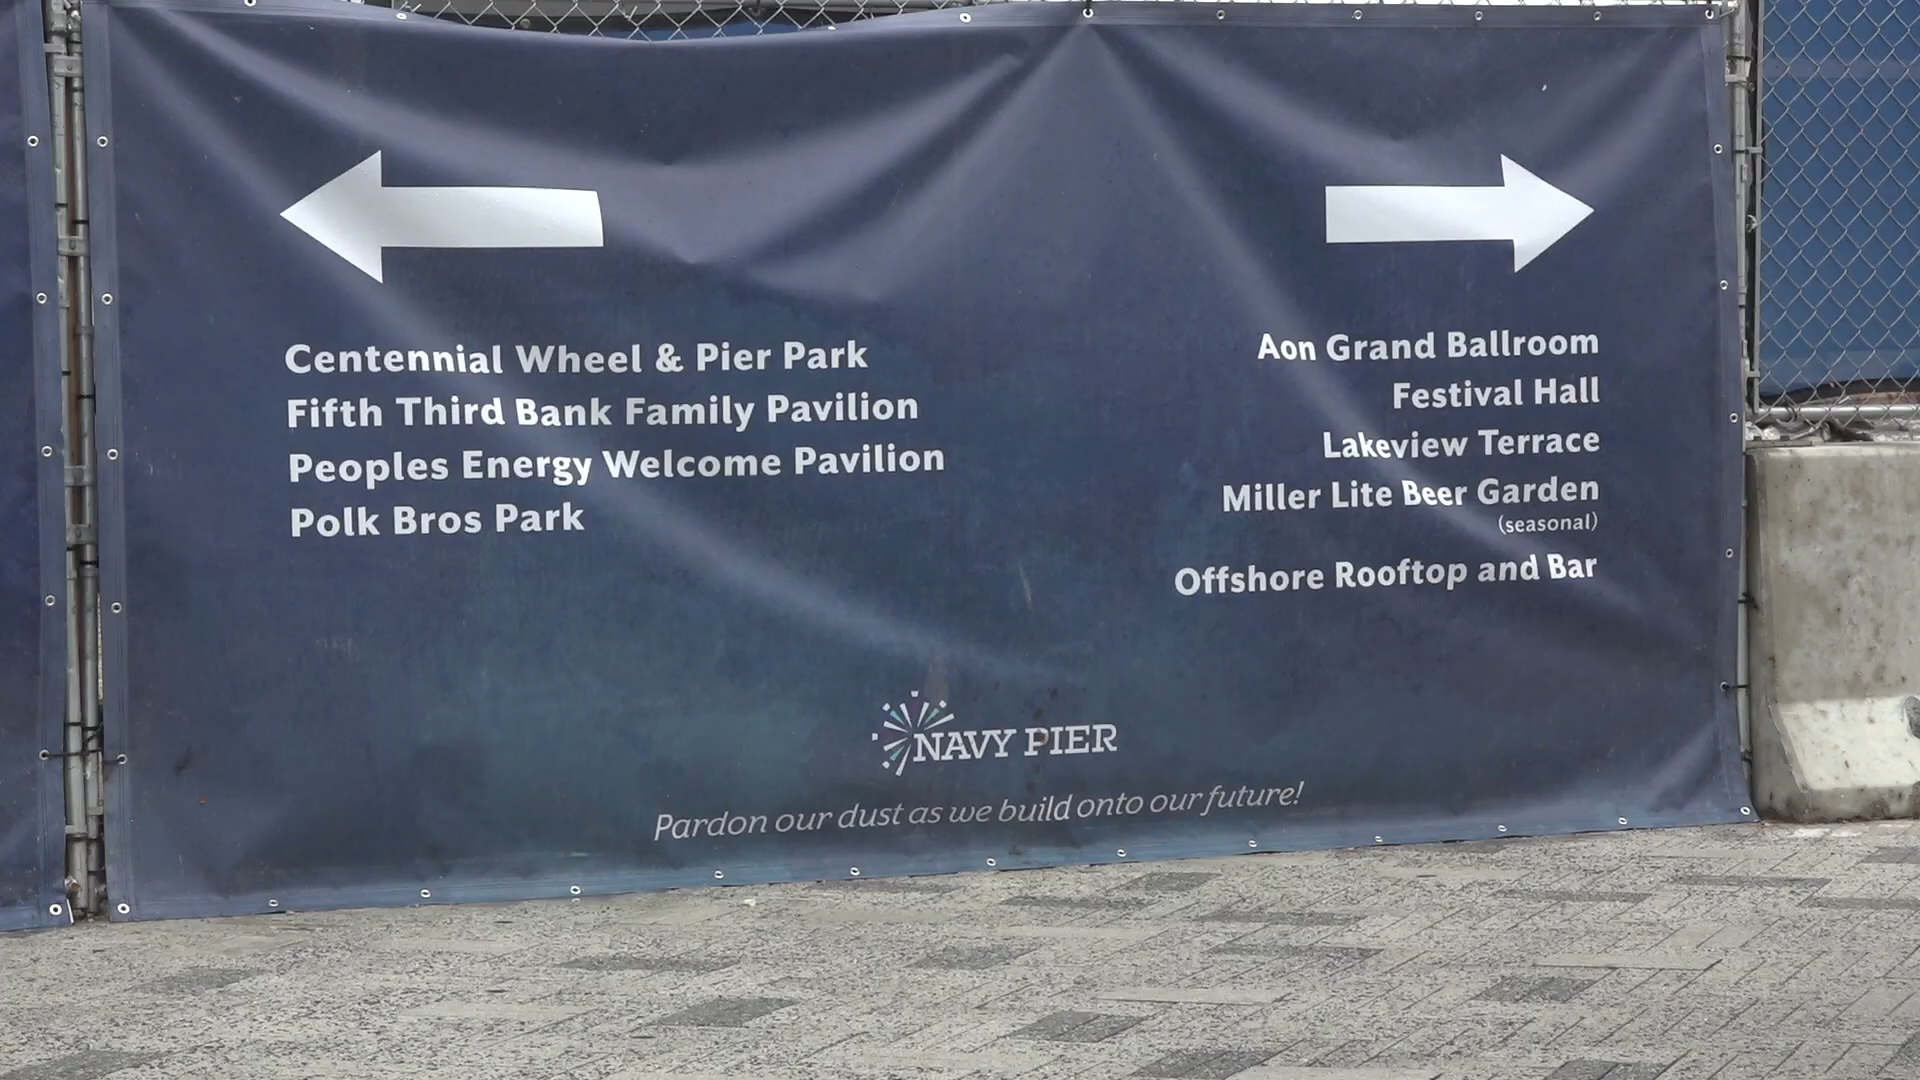 Centennial Wheel & Pier Park
Fifth Third Bank Family Pavilion
Peoples Energy Welcome Pavilion
Polk Bros Park
Aon Grand Ballroom
Festival Hall
Lakeview Terrace
Miller Lite Beer Garden
(seasonal)
Offshore Rooftop and Bar
NAVY PIER
Pardon our dust as we build onto our future!